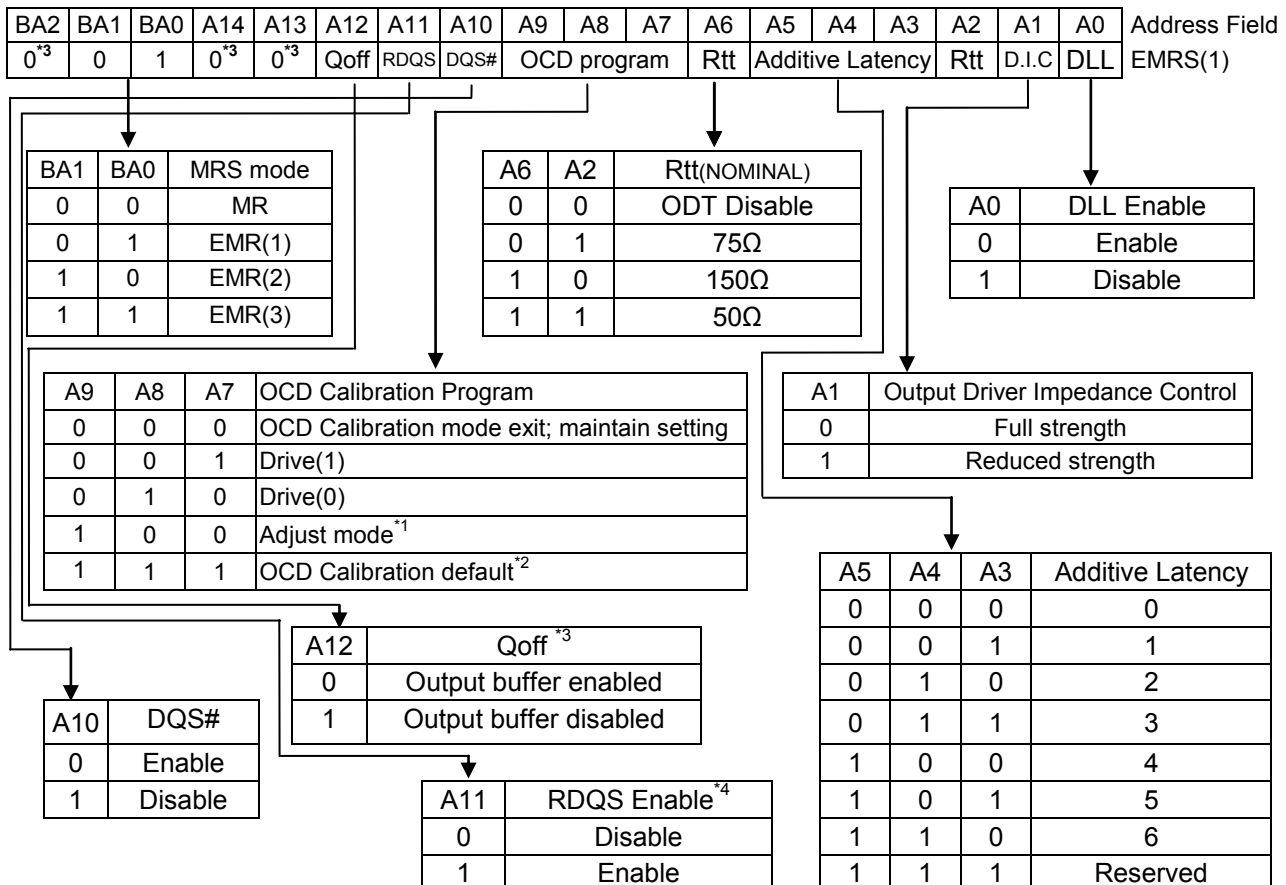 BA2 BA1 BA0 A14 A13 A12 A11 A10 A9 A8 A7 A6 A5 A4 A3 A2 A1 A0 Address Field
0*3 0 1 0*3 0*3 Qoff RDQS DQS# OCD program Rtt Additive Latency Rtt D.I.C DLL EMRS(1)
BA1 BA0 MRS mode
0 0 MR
0 1 EMR(1)
1 0 EMR(2)
1 1 EMR(3)
A6 A2 Rtt(NOMINAL)
0 0 ODT Disable
0 1 75Ω
1 0 150Ω
1 1 50Ω
A0 DLL Enable
0 Enable
1 Disable
A9 A8 A7 OCD Calibration Program
0 0 0 OCD Calibration mode exit; maintain setting
0 0 1 Drive(1)
0 1 0 Drive(0)
1 0 0 Adjust mode*1
1 1 1 OCD Calibration default*2
A1 Output Driver Impedance Control
0 Full strength
1 Reduced strength
A12 Qoff *3
0 Output buffer enabled
1 Output buffer disabled
A10 DQS#
0 Enable
1 Disable
A11 RDQS Enable*4
0 Disable
1 Enable
A5 A4 A3 Additive Latency
0 0 0 0
0 0 1 1
0 1 0 2
0 1 1 3
1 0 0 4
1 0 1 5
1 1 0 6
1 1 1 Reserved